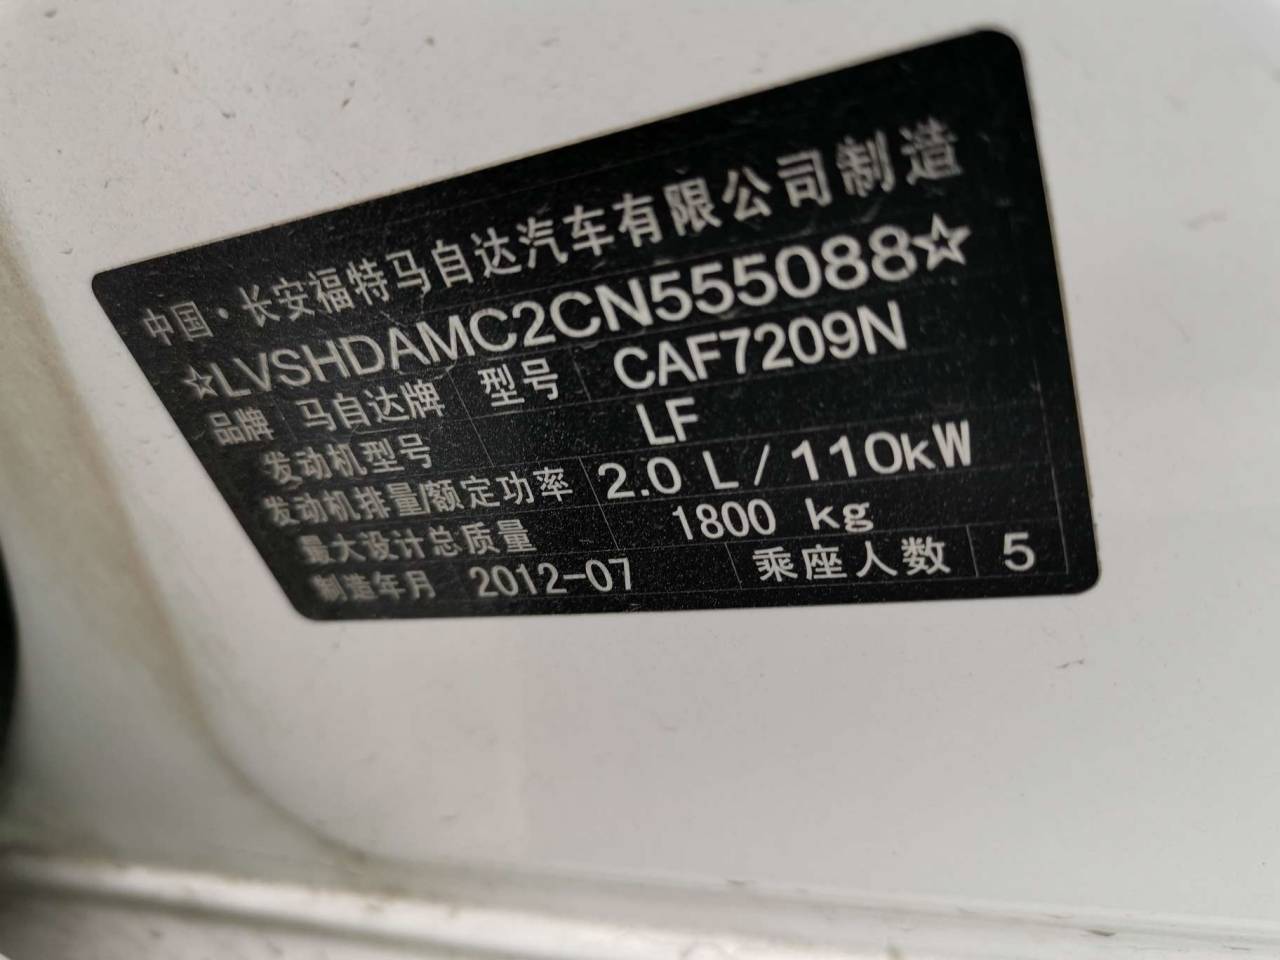 中国·长安福特马自达汽车有限公司制造
☆LVSHDAMC2CN555088☆
品牌 马自达牌 型号 CAF7209N
发动机型号 LF
发动机排量/额定功率 2.0 L/110kW
最大设计总质量 1800 kg
制造年月 2012-07 乘座人数 5